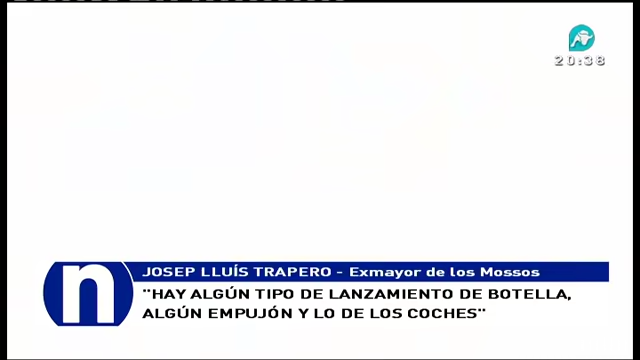 20:38
n
JOSEP LLUÍS TRAPERO - Exmayor de los Mossos
"HAY ALGÚN TIPO DE LANZAMIENTO DE BOTELLA,
ALGÚN EMPUJÓN Y LO DE LOS COCHES"